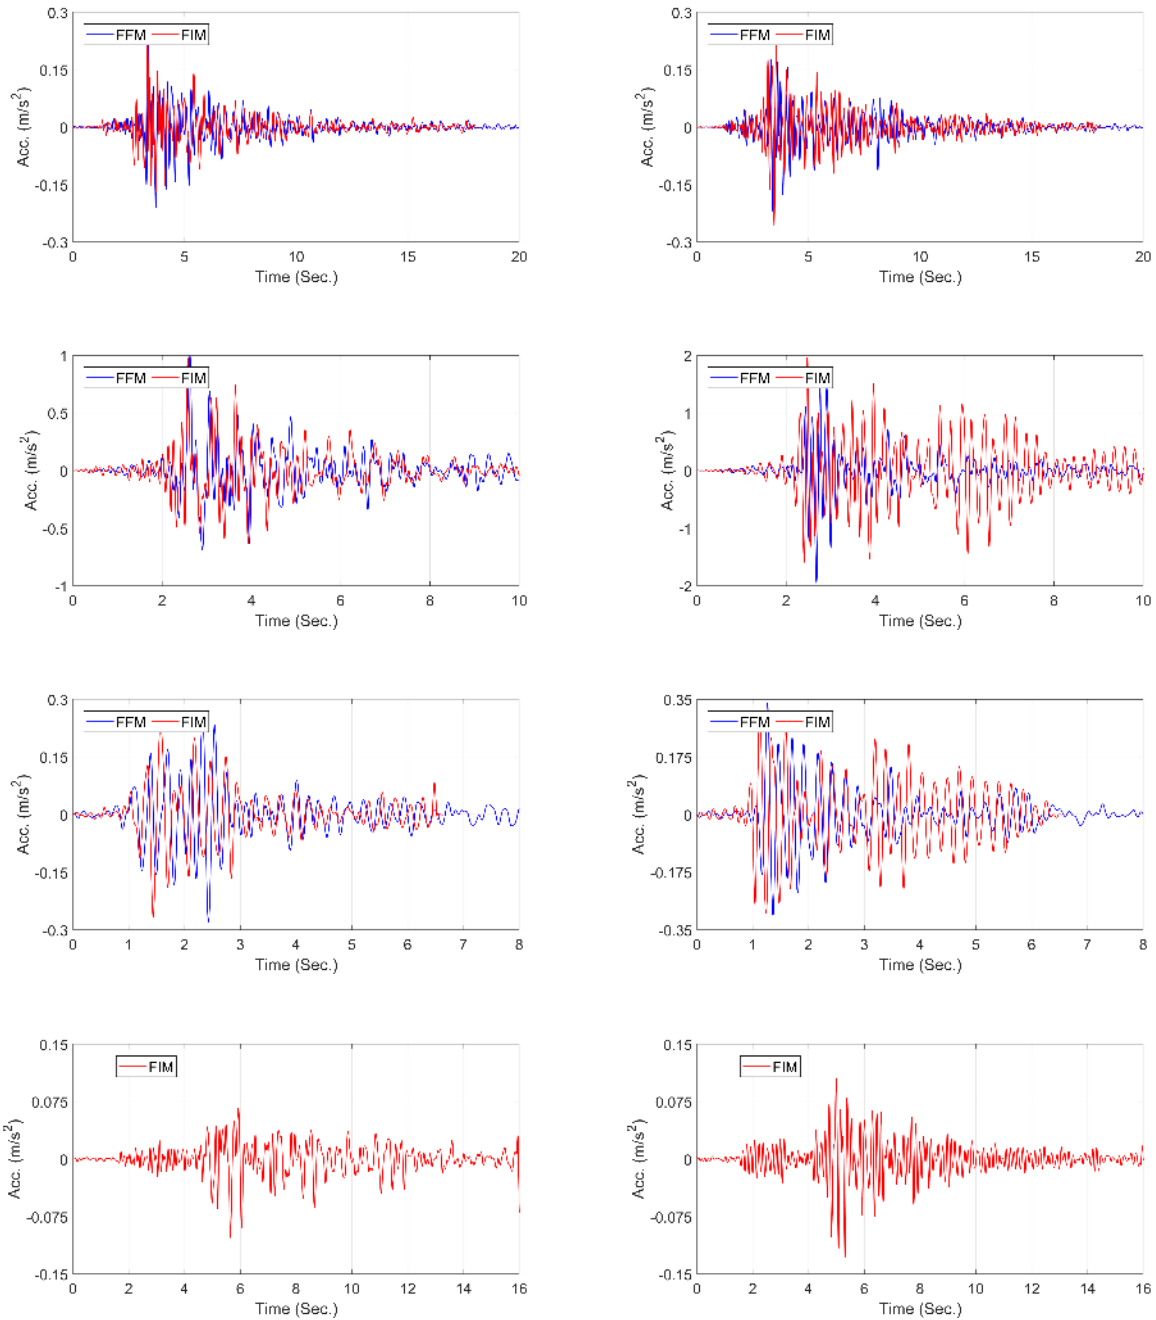 0.3
0.15
0
-0.15
-0.3
Acc. (m/s²)
FFM FIM
0 5 10 15 20
Time (Sec.)
0.3
0.15
0
-0.15
-0.3
Acc. (m/s²)
FFM FIM
0 5 10 15 20
Time (Sec.)
1
0.5
0
-0.5
-1
Acc. (m/s²)
FFM FIM
0 2 4 6 8 10
Time (Sec.)
2
1
0
-1
-2
Acc. (m/s²)
FFM FIM
0 2 4 6 8 10
Time (Sec.)
0.3
0.15
0
-0.15
-0.3
Acc. (m/s²)
FFM FIM
0 1 2 3 4 5 6 7 8
Time (Sec.)
0.35
0.175
0
-0.175
-0.35
Acc. (m/s²)
FFM FIM
0 1 2 3 4 5 6 7 8
Time (Sec.)
0.15
0.075
0
-0.075
-0.15
Acc. (m/s²)
FIM
0 2 4 6 8 10 12 14 16
Time (Sec.)
0.15
0.075
0
-0.075
-0.15
Acc. (m/s²)
FIM
0 2 4 6 8 10 12 14 16
Time (Sec.)